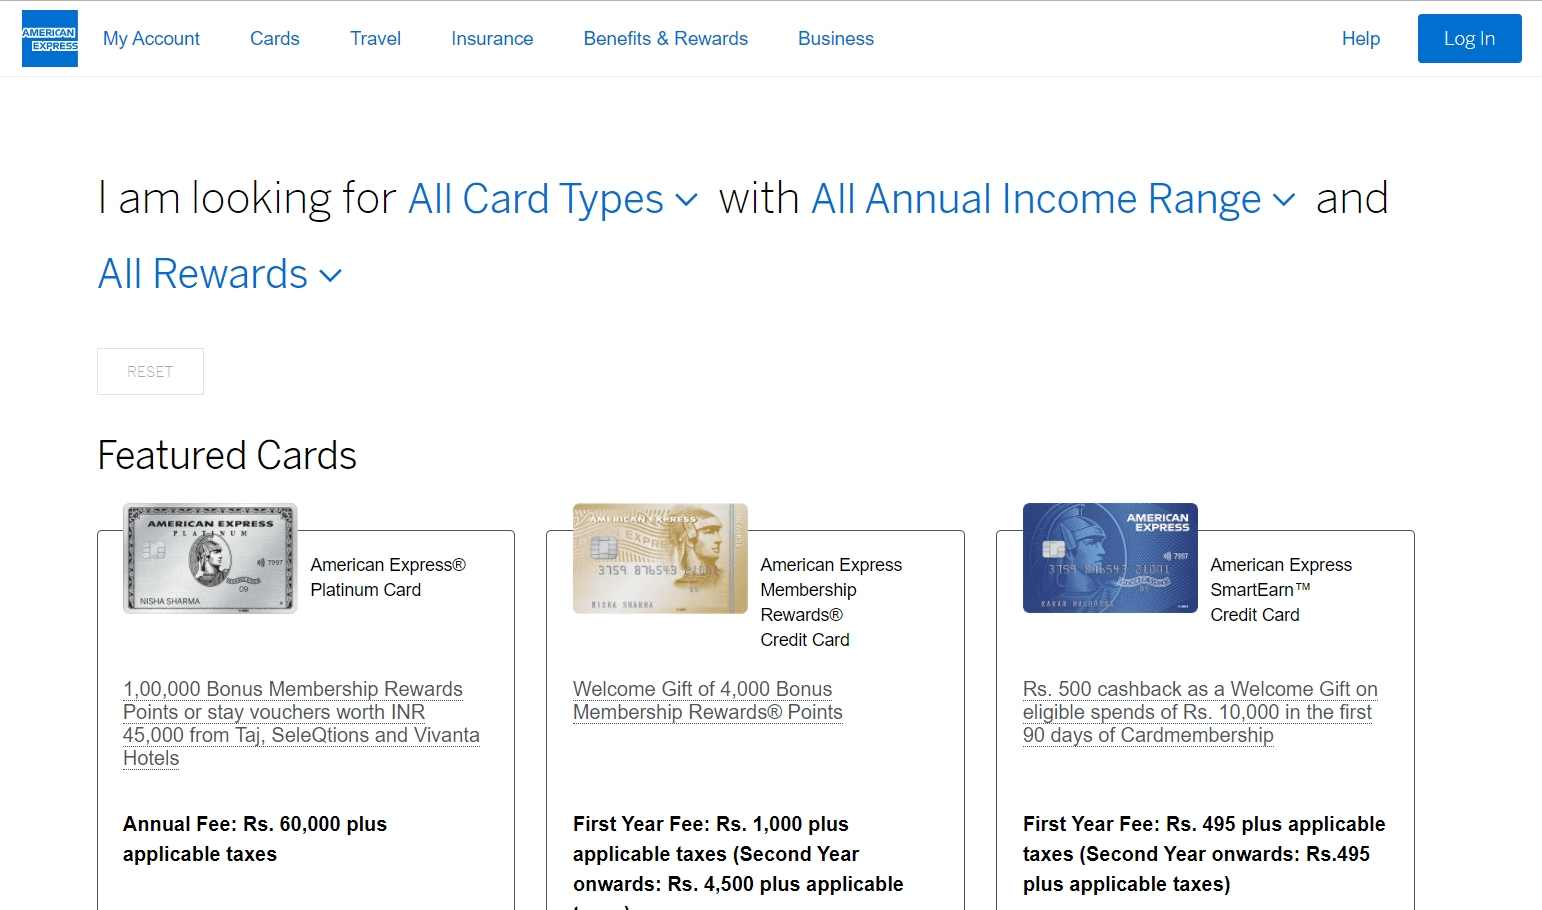 AMERICAN
EXPRESS
My Account
Cards
Travel
Insurance
Benefits & Rewards
Business
Help
Log In
I am looking for All Card Types with All Annual Income Range and
All Rewards
RESET
Featured Cards
AMERICAN EXPRESS
PLATINUM
7997
09
NISHA SHARMA
American Express®
Platinum Card
1,00,000 Bonus Membership Rewards
Points or stay vouchers worth INR
45,000 from Taj, SeleQtions and Vivanta
Hotels
Annual Fee: Rs. 60,000 plus
applicable taxes
AMERICAN EXPRESS
3759 876543 21001
NISHA SHARMA
American Express
Membership
Rewards®
Credit Card
Welcome Gift of 4,000 Bonus
Membership Rewards® Points
First Year Fee: Rs. 1,000 plus
applicable taxes (Second Year
onwards: Rs. 4,500 plus applicable
AMERICAN
EXPRESS
7997
3759 876543 21001
KARAN MALHOTRA
American Express
SmartEarn™
Credit Card
Rs. 500 cashback as a Welcome Gift on
eligible spends of Rs. 10,000 in the first
90 days of Cardmembership
First Year Fee: Rs. 495 plus applicable
taxes (Second Year onwards: Rs.495
plus applicable taxes)